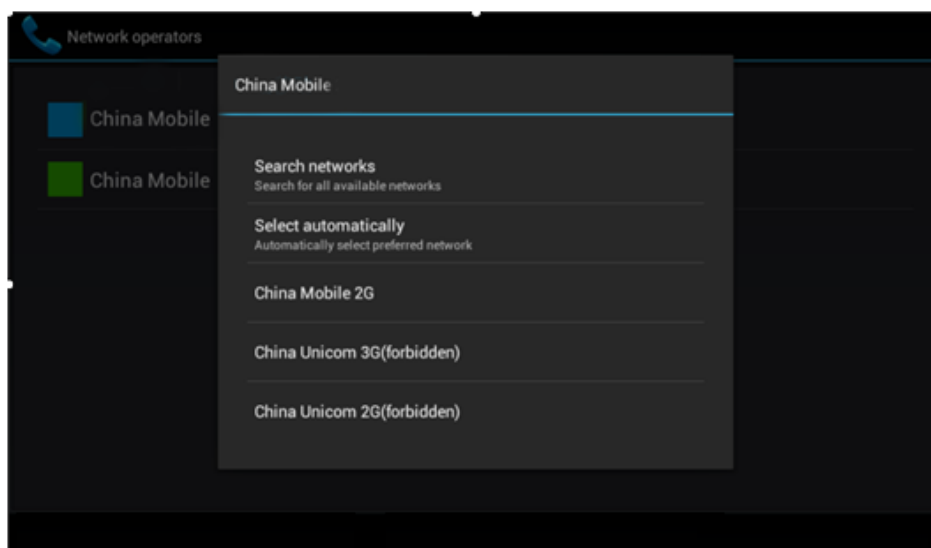 Network operators
China Mobile
China Mobile
China Mobile
Search networks
Search for all available networks
Select automatically
Automatically select preferred network
China Mobile 2G
China Unicom 3G(forbidden)
China Unicom 2G(forbidden)